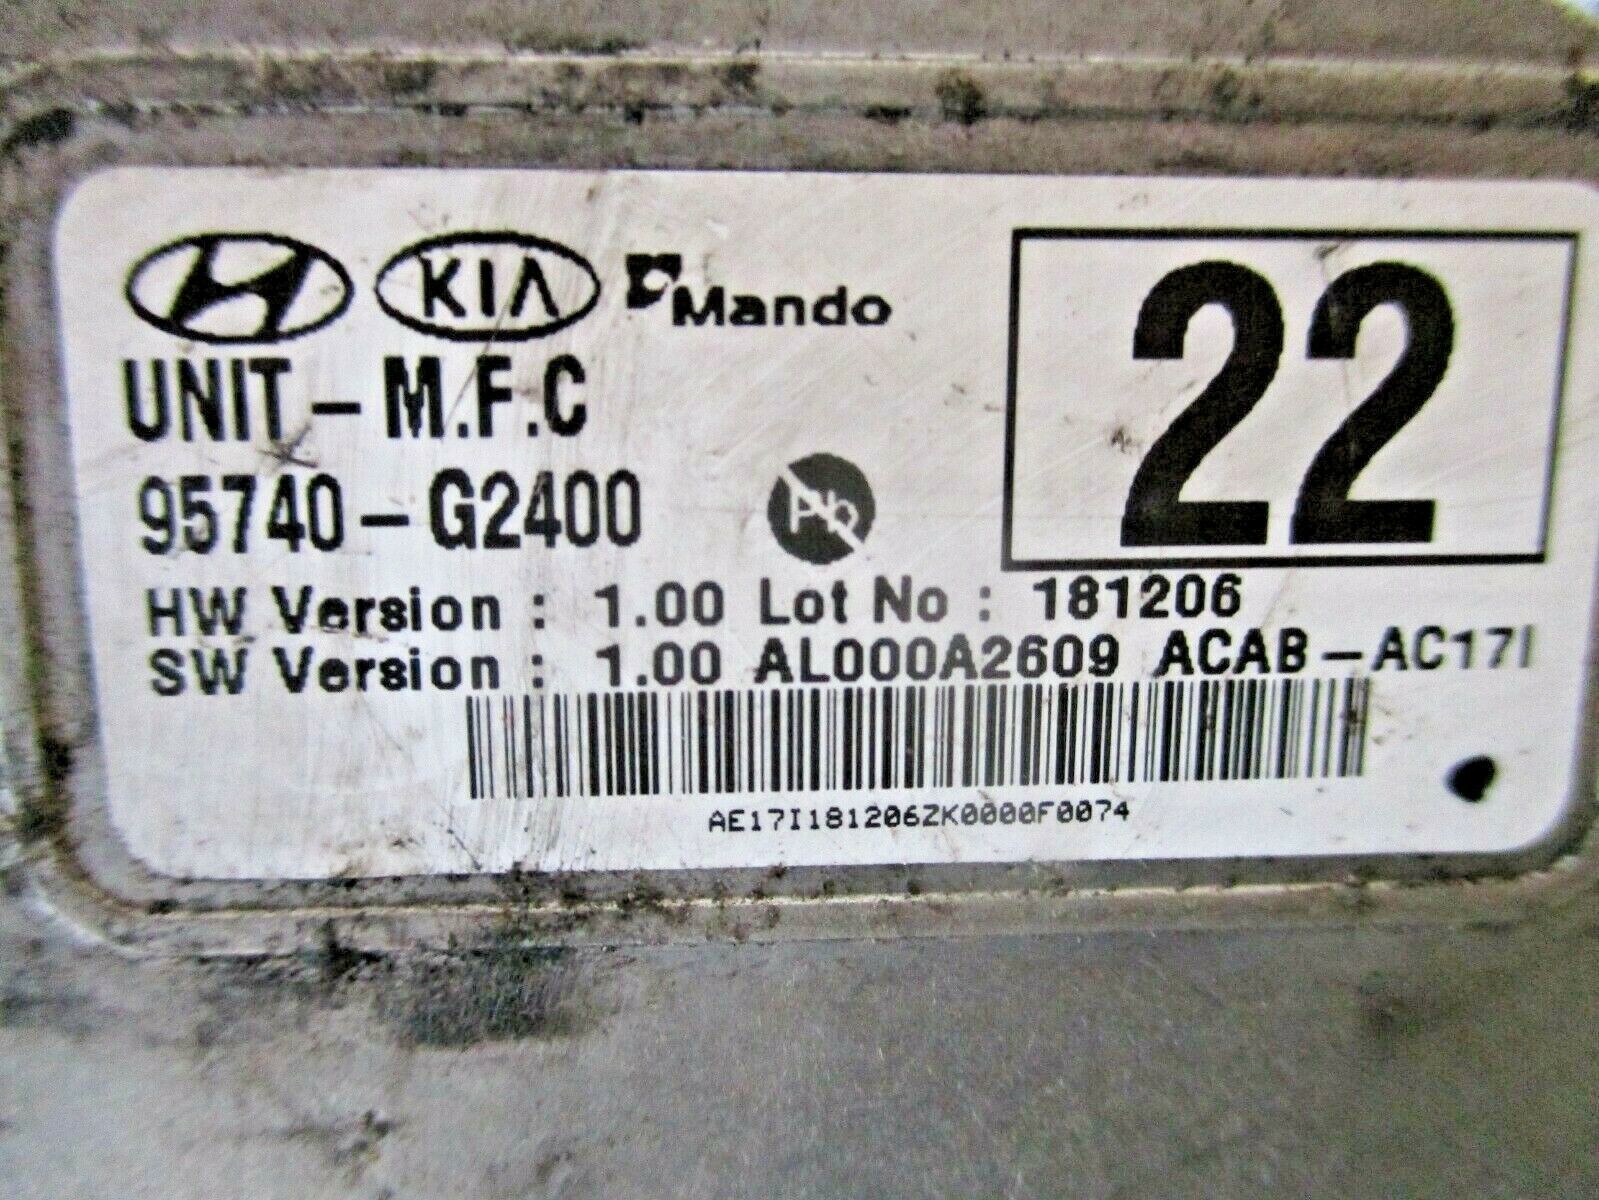 KIA Mando
22
UNIT - M.F.C
95740 - G2400
Pb
HW Version : 1.00 Lot No : 181206
SW Version : 1.00 AL000A2609 ACAB - AC17I
AE17I181206ZK0000F0074